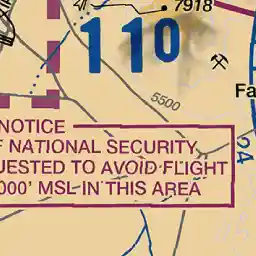 7918
110
5500
Fa
NOTICE
F NATIONAL SECURITY
UESTED TO AVOID FLIGHT
000' MSL IN THIS AREA